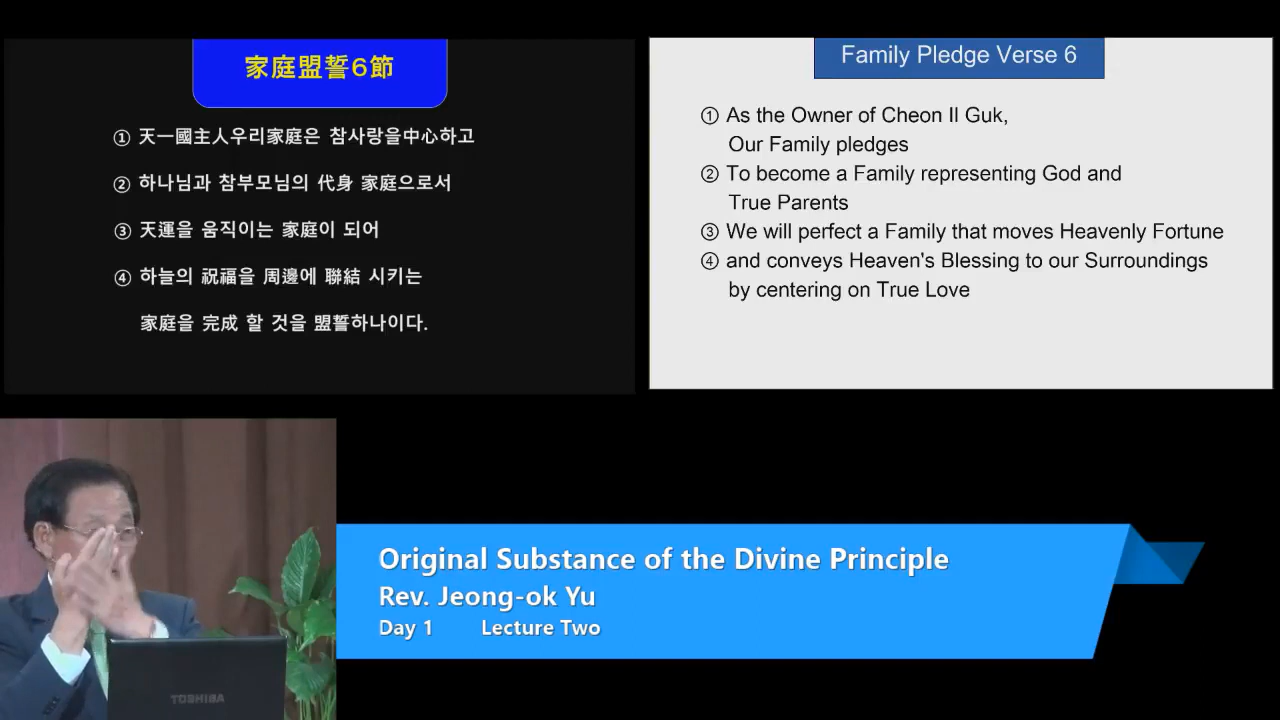 家庭盟誓6節
① 天一國主人우리家庭은 참사랑을中心하고
② 하나님과 참부모님의 代身 家庭으로서
③ 天運을 움직이는 家庭이 되어
④ 하늘의 祝福을 周邊에 聯結 시키는
家庭을 完成 할 것을 盟誓하나이다.
Family Pledge Verse 6
① As the Owner of Cheon Il Guk,
Our Family pledges
② To become a Family representing God and
True Parents
③ We will perfect a Family that moves Heavenly Fortune
④ and conveys Heaven's Blessing to our Surroundings
by centering on True Love
TOSHIBA
Original Substance of the Divine Principle
Rev. Jeong-ok Yu
Day 1 Lecture Two